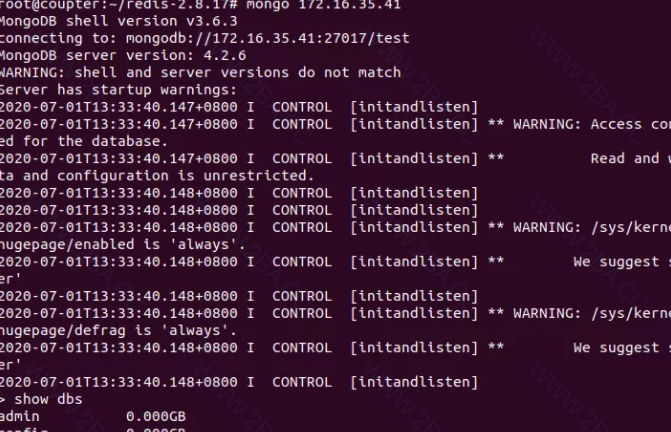 root@coupter:~/redis-2.8.17# mongo 172.16.35.41
MongoDB shell version v3.6.3
connecting to: mongodb://172.16.35.41:27017/test
MongoDB server version: 4.2.6
WARNING: shell and server versions do not match
Server has startup warnings:
2020-07-01T13:33:40.147+0800 I  CONTROL  [initandlisten]
2020-07-01T13:33:40.147+0800 I  CONTROL  [initandlisten] ** WARNING: Access con
ed for the database.
2020-07-01T13:33:40.147+0800 I  CONTROL  [initandlisten] **          Read and w
ta and configuration is unrestricted.
2020-07-01T13:33:40.148+0800 I  CONTROL  [initandlisten]
2020-07-01T13:33:40.148+0800 I  CONTROL  [initandlisten]
2020-07-01T13:33:40.148+0800 I  CONTROL  [initandlisten] ** WARNING: /sys/kerne
hugepage/enabled is 'always'.
2020-07-01T13:33:40.148+0800 I  CONTROL  [initandlisten] **        We suggest s
er'
2020-07-01T13:33:40.148+0800 I  CONTROL  [initandlisten]
2020-07-01T13:33:40.148+0800 I  CONTROL  [initandlisten] ** WARNING: /sys/kerne
hugepage/defrag is 'always'.
2020-07-01T13:33:40.148+0800 I  CONTROL  [initandlisten] **        We suggest s
er'
2020-07-01T13:33:40.148+0800 I  CONTROL  [initandlisten]
> show dbs
admin          0.000GB
config         0.000GB